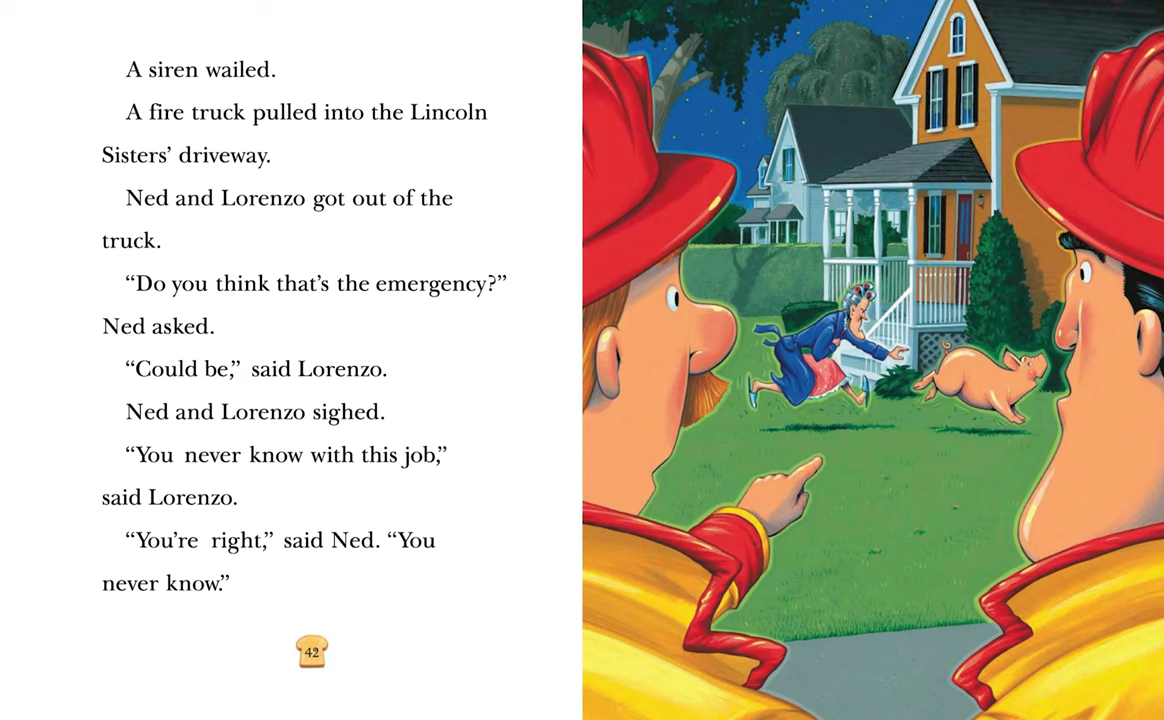 A siren wailed.
A fire truck pulled into the Lincoln
Sisters’ driveway.
Ned and Lorenzo got out of the
truck.
“Do you think that’s the emergency?”
Ned asked.
“Could be,” said Lorenzo.
Ned and Lorenzo sighed.
“You never know with this job,”
said Lorenzo.
“You’re right,” said Ned. “You
never know.”
42